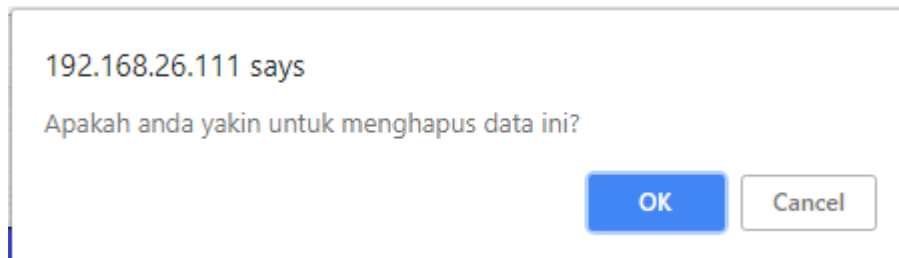 192.168.26.111 says
Apakah anda yakin untuk menghapus data ini?
OK Cancel